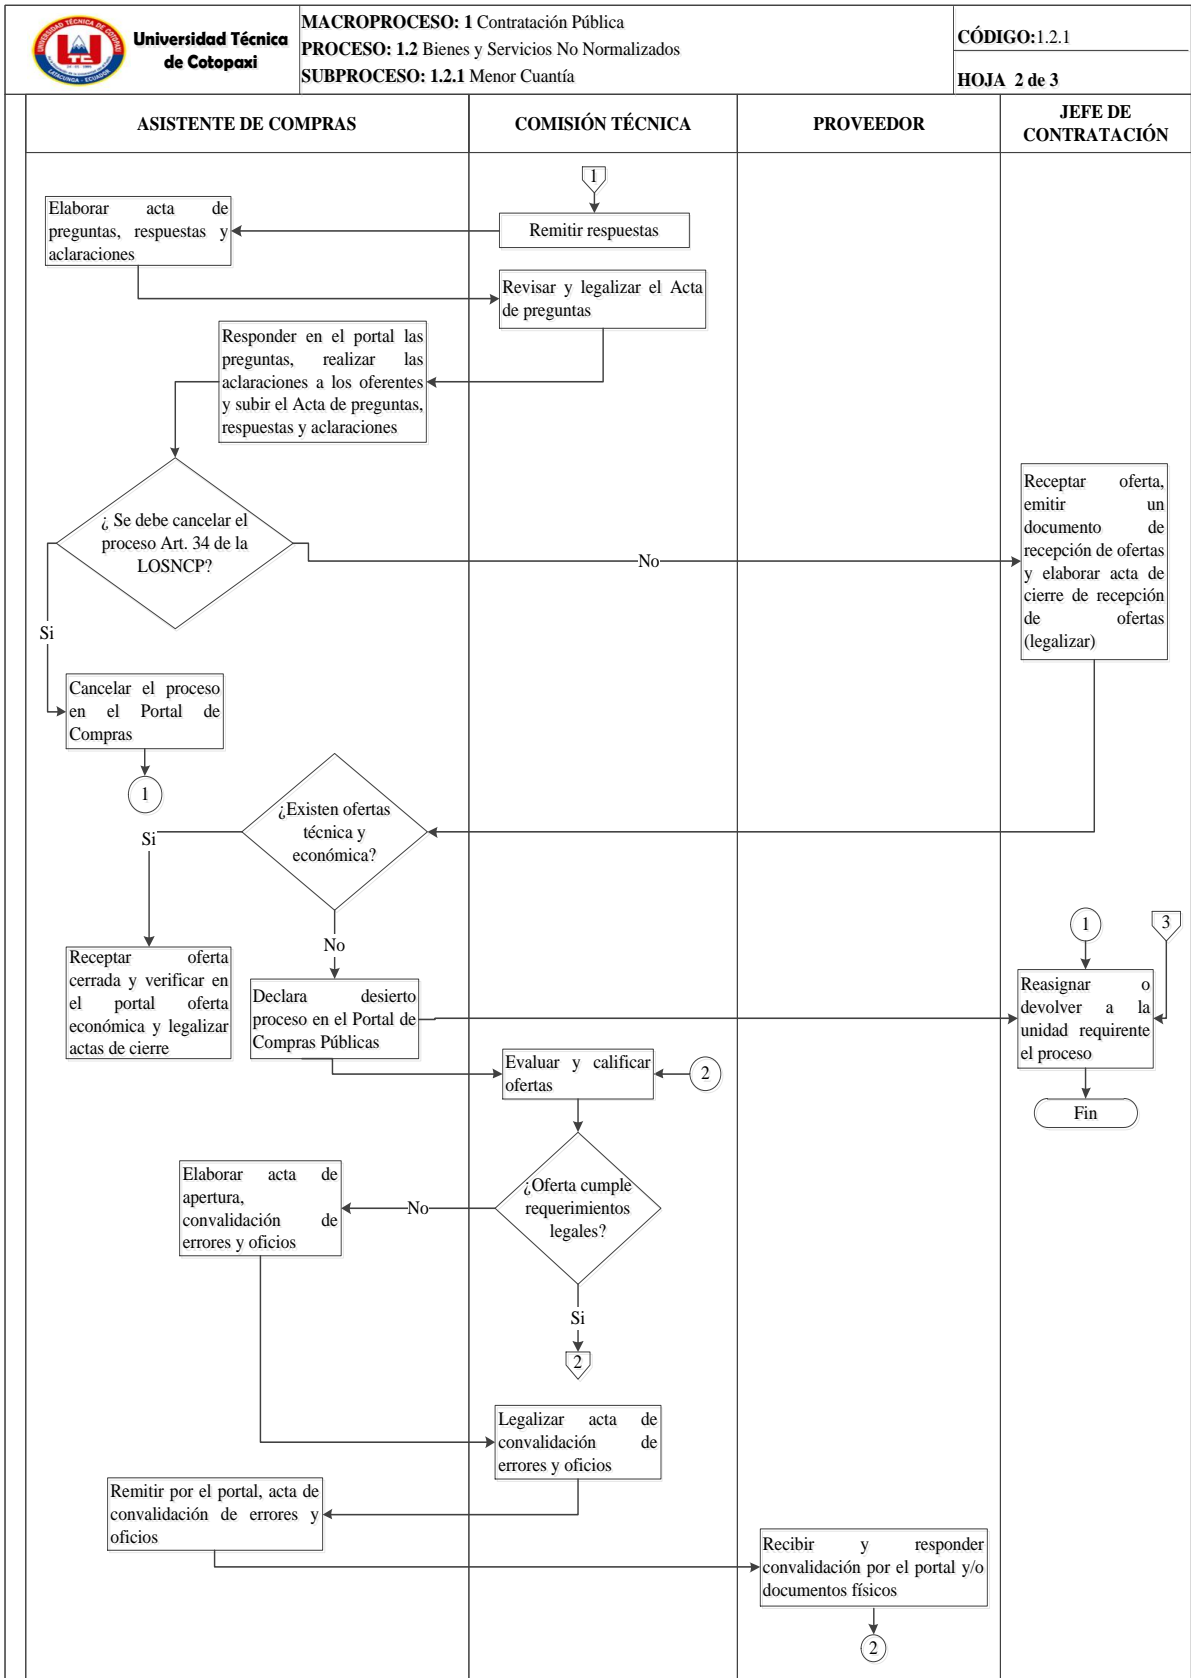 UNIVERSIDAD TÉCNICA DE COTOPAXI
UTC
LATACUNGA - ECUADOR
Universidad Técnica
de Cotopaxi
MACROPROCESO: 1 Contratación Pública
PROCESO: 1.2 Bienes y Servicios No Normalizados
SUBPROCESO: 1.2.1 Menor Cuantía
CÓDIGO:1.2.1
HOJA 2 de 3
ASISTENTE DE COMPRAS
COMISIÓN TÉCNICA
PROVEEDOR
JEFE DE
CONTRATACIÓN
1
Remitir respuestas
Elaborar acta de
preguntas, respuestas y
aclaraciones
Revisar y legalizar el Acta
de preguntas
Responder en el portal las
preguntas, realizar las
aclaraciones a los oferentes
y subir el Acta de preguntas,
respuestas y aclaraciones
¿ Se debe cancelar el
proceso Art. 34 de la
LOSNCP?
No
Receptar oferta,
emitir un
documento de
recepción de ofertas
y elaborar acta de
cierre de recepción
de ofertas
(legalizar)
Si
Cancelar el proceso
en el Portal de
Compras
1
¿Existen ofertas
técnica y
económica?
Si
No
Receptar oferta
cerrada y verificar en
el portal oferta
económica y legalizar
actas de cierre
Declara desierto
proceso en el Portal de
Compras Públicas
1
3
Reasignar o
devolver a la
unidad requirente
el proceso
Fin
Evaluar y calificar
ofertas
2
¿Oferta cumple
requerimientos
legales?
No
Elaborar acta de
apertura,
convalidación de
errores y oficios
Si
2
Legalizar acta de
convalidación de
errores y oficios
Remitir por el portal, acta de
convalidación de errores y
oficios
Recibir y responder
convalidación por el portal y/o
documentos físicos
2